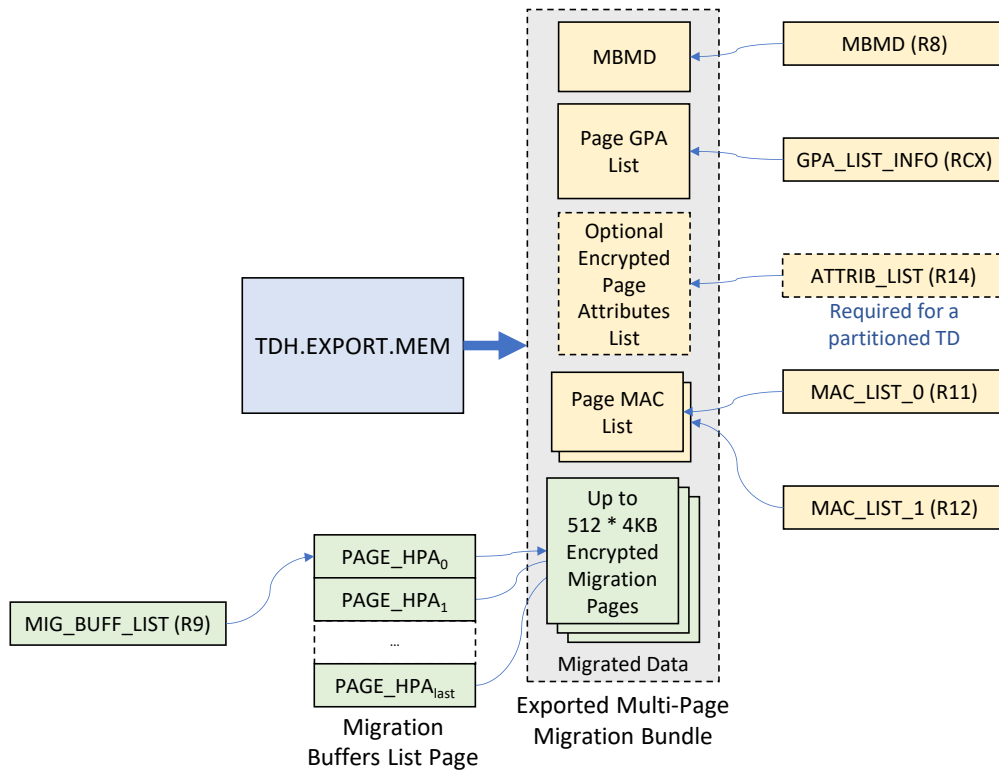 MBMD
MBMD (R8)
Page GPA
List
GPA_LIST_INFO (RCX)
Optional
Encrypted
Page
Attributes
List
ATTRIB_LIST (R14)
Required for a
partitioned TD
TDH.EXPORT.MEM
Page MAC
List
MAC_LIST_0 (R11)
MAC_LIST_1 (R12)
Up to
512 * 4KB
Encrypted
Migration
Pages
PAGE_HPA0
PAGE_HPA1
...
PAGE_HPAlast
MIG_BUFF_LIST (R9)
Migrated Data
Exported Multi-Page
Migration Bundle
Migration
Buffers List Page